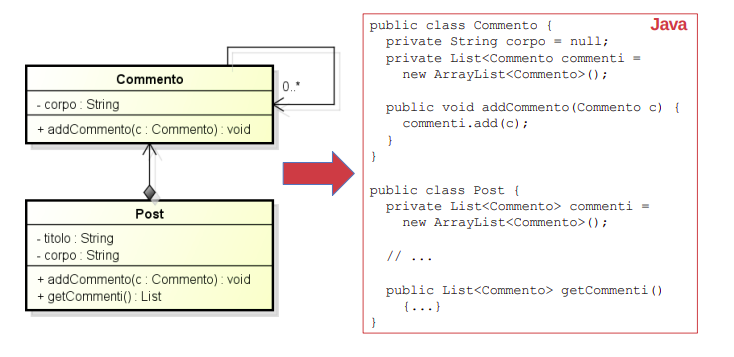 Commento
- corpo : String
+ addCommento(c : Commento) : void
0..*
Post
- titolo : String
- corpo : String
+ addCommento(c : Commento) : void
+ getCommenti() : List
Java
public class Commento {
  private String corpo = null;
  private List<Commento commenti =
    new ArrayList<Commento>();

  public void addCommento(Commento c) {
    commenti.add(c);
  }
}

public class Post {
  private List<Commento> commenti =
    new ArrayList<Commento>();

  // ...

  public List<Commento> getCommenti()
    {...}
}